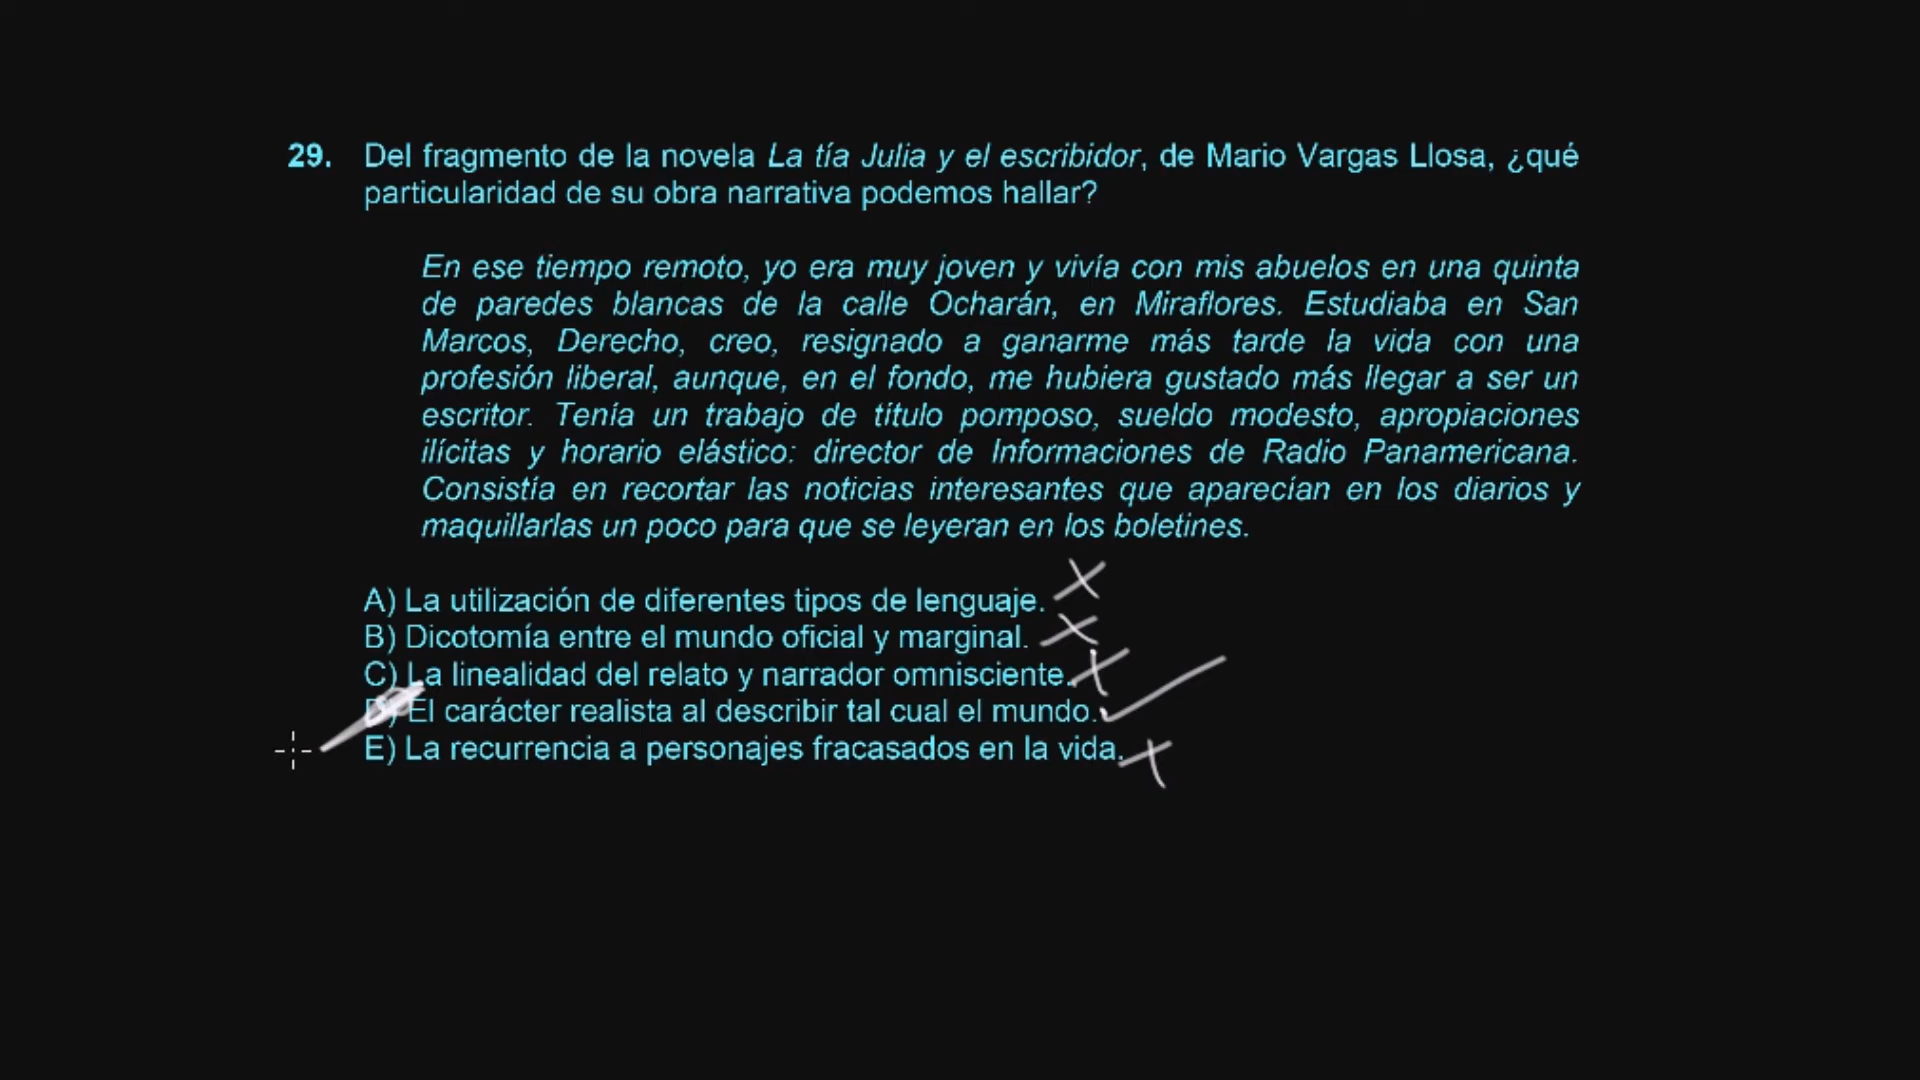 29. Del fragmento de la novela La tía Julia y el escribidor, de Mario Vargas Llosa, ¿qué
particularidad de su obra narrativa podemos hallar?
En ese tiempo remoto, yo era muy joven y vivía con mis abuelos en una quinta
de paredes blancas de la calle Ocharán, en Miraflores. Estudiaba en San
Marcos, Derecho, creo, resignado a ganarme más tarde la vida con una
profesión liberal, aunque, en el fondo, me hubiera gustado más llegar a ser un
escritor. Tenía un trabajo de título pomposo, sueldo modesto, apropiaciones
ilícitas y horario elástico: director de Informaciones de Radio Panamericana.
Consistía en recortar las noticias interesantes que aparecían en los diarios y
maquillarlas un poco para que se leyeran en los boletines.
A) La utilización de diferentes tipos de lenguaje.
B) Dicotomía entre el mundo oficial y marginal.
C) La linealidad del relato y narrador omnisciente.
D) El carácter realista al describir tal cual el mundo.
E) La recurrencia a personajes fracasados en la vida.